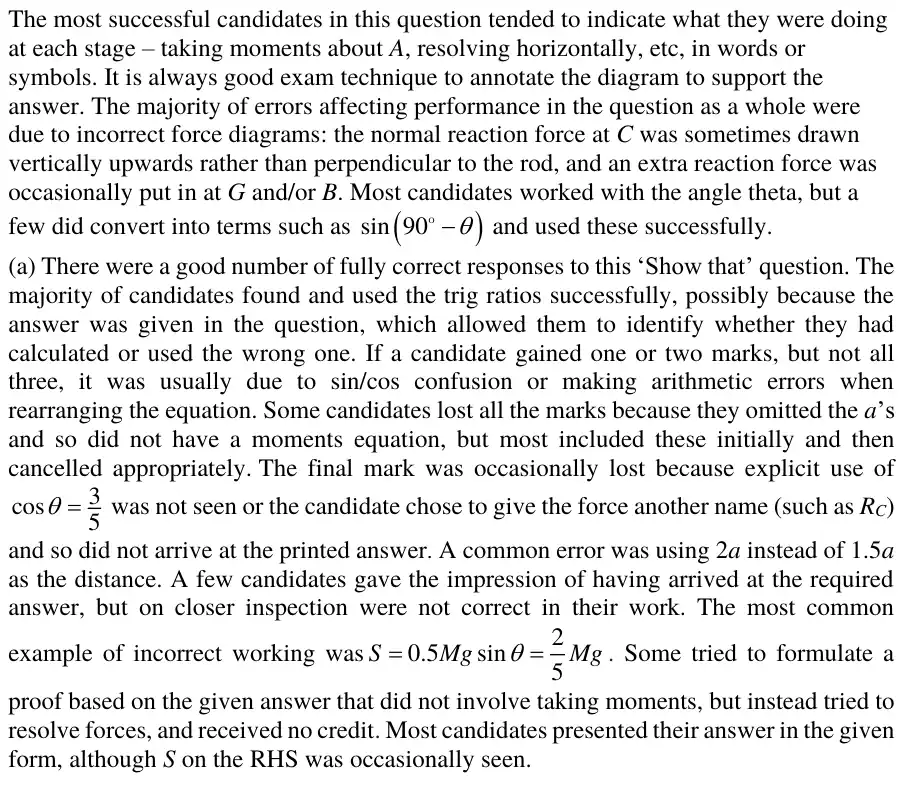 The most successful candidates in this question tended to indicate what they were doing
at each stage – taking moments about A, resolving horizontally, etc, in words or
symbols. It is always good exam technique to annotate the diagram to support the
answer. The majority of errors affecting performance in the question as a whole were
due to incorrect force diagrams: the normal reaction force at C was sometimes drawn
vertically upwards rather than perpendicular to the rod, and an extra reaction force was
occasionally put in at G and/or B. Most candidates worked with the angle theta, but a
few did convert into terms such as sin(90° − θ) and used these successfully.
(a) There were a good number of fully correct responses to this ‘Show that’ question. The
majority of candidates found and used the trig ratios successfully, possibly because the
answer was given in the question, which allowed them to identify whether they had
calculated or used the wrong one. If a candidate gained one or two marks, but not all
three, it was usually due to sin/cos confusion or making arithmetic errors when
rearranging the equation. Some candidates lost all the marks because they omitted the a’s
and so did not have a moments equation, but most included these initially and then
cancelled appropriately. The final mark was occasionally lost because explicit use of
cos θ = 3/5 was not seen or the candidate chose to give the force another name (such as RC)
and so did not arrive at the printed answer. A common error was using 2a instead of 1.5a
as the distance. A few candidates gave the impression of having arrived at the required
answer, but on closer inspection were not correct in their work. The most common
example of incorrect working was S = 0.5Mg sin θ = 2/5 Mg . Some tried to formulate a
proof based on the given answer that did not involve taking moments, but instead tried to
resolve forces, and received no credit. Most candidates presented their answer in the given
form, although S on the RHS was occasionally seen.